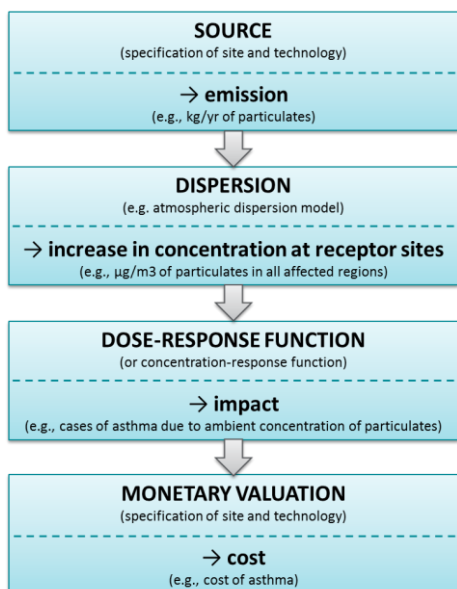 SOURCE
(specification of site and technology)
→ emission
(e.g., kg/yr of particulates)
DISPERSION
(e.g. atmospheric dispersion model)
→ increase in concentration at receptor sites
(e.g., µg/m3 of particulates in all affected regions)
DOSE-RESPONSE FUNCTION
(or concentration-response function)
→ impact
(e.g., cases of asthma due to ambient concentration of particulates)
MONETARY VALUATION
(specification of site and technology)
→ cost
(e.g., cost of asthma)